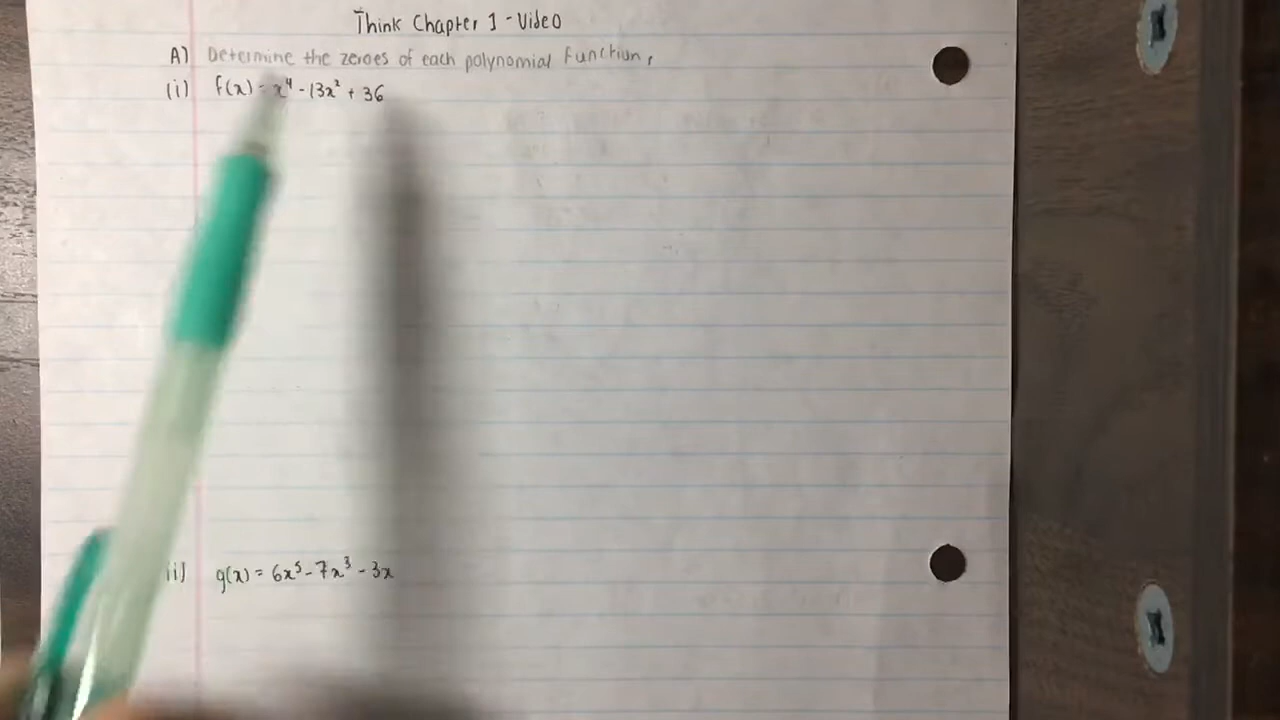 Think Chapter 1 - Video
A) Determine the zeroes of each polynomial function.
(i) f(x) = x⁴ - 13x² + 36
ii) g(x) = 6x⁵ - 7x³ - 3x